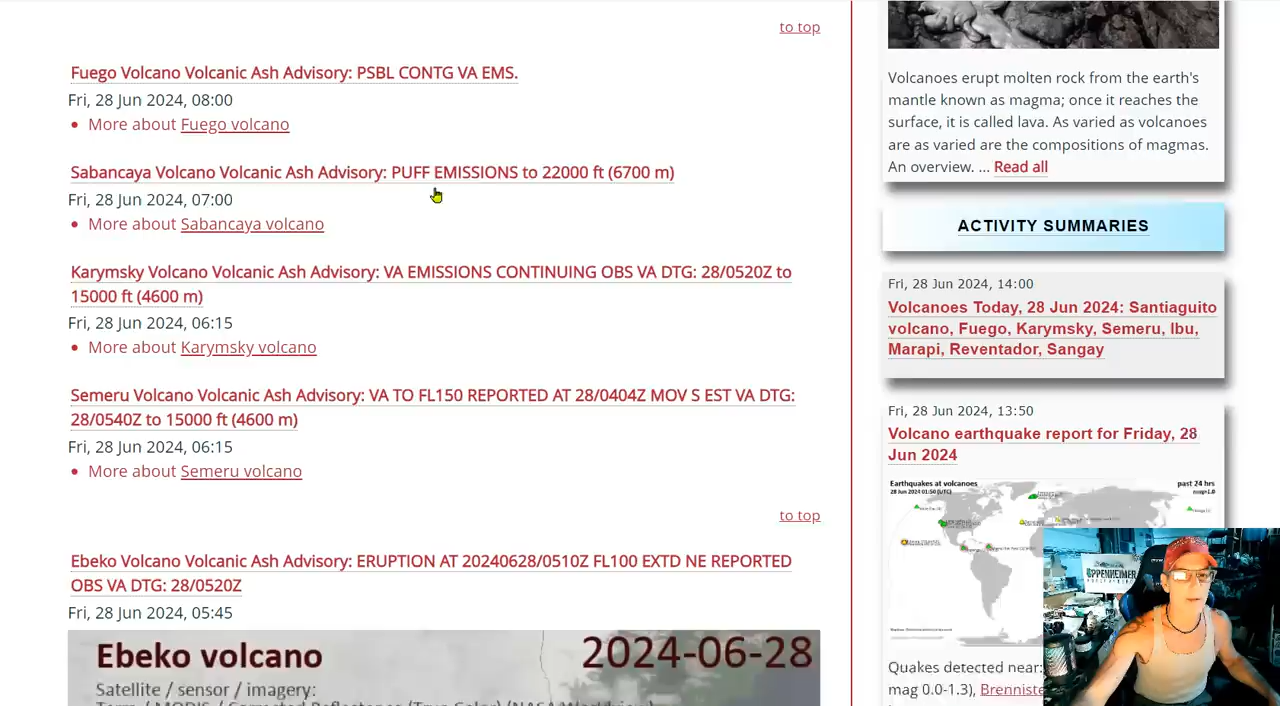 to top
Fuego Volcano Volcanic Ash Advisory: PSBL CONTG VA EMS.
Fri, 28 Jun 2024, 08:00
More about Fuego volcano
Sabancaya Volcano Volcanic Ash Advisory: PUFF EMISSIONS to 22000 ft (6700 m)
Fri, 28 Jun 2024, 07:00
More about Sabancaya volcano
Karymsky Volcano Volcanic Ash Advisory: VA EMISSIONS CONTINUING OBS VA DTG: 28/0520Z to
15000 ft (4600 m)
Fri, 28 Jun 2024, 06:15
More about Karymsky volcano
Semeru Volcano Volcanic Ash Advisory: VA TO FL150 REPORTED AT 28/0404Z MOV S EST VA DTG:
28/0540Z to 15000 ft (4600 m)
Fri, 28 Jun 2024, 06:15
More about Semeru volcano
to top
Ebeko Volcano Volcanic Ash Advisory: ERUPTION AT 20240628/0510Z FL100 EXTD NE REPORTED
OBS VA DTG: 28/0520Z
Fri, 28 Jun 2024, 05:45
Ebeko volcano
2024-06-28
Satellite / sensor / imagery:
Volcanoes erupt molten rock from the earth's
mantle known as magma; once it reaches the
surface, it is called lava. As varied as volcanoes
are as varied are the compositions of magmas.
An overview. ... Read all
ACTIVITY SUMMARIES
Fri, 28 Jun 2024, 14:00
Volcanoes Today, 28 Jun 2024: Santiaguito
volcano, Fuego, Karymsky, Semeru, Ibu,
Marapi, Reventador, Sangay
Fri, 28 Jun 2024, 13:50
Volcano earthquake report for Friday, 28
Jun 2024
Earthquakes at volcanoes
28 Jun 2024 01:50 (UTC)
past 24 hrs
Quakes detected near:
mag 0.0-1.3), Brenniste
PPENHEIMER